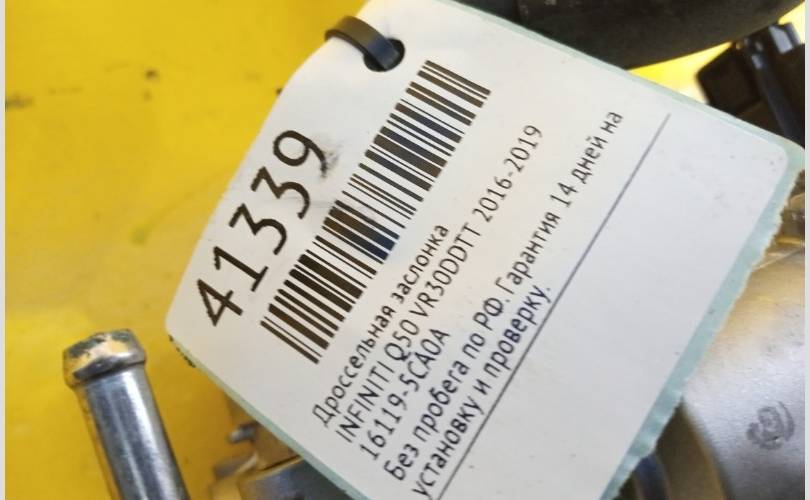 41339
Дроссельная заслонка
INFINITI Q50 VR30DDTT 2016-2019
16119-5CA0A
Без пробега по РФ. Гарантия 14 дней на
установку и проверку.